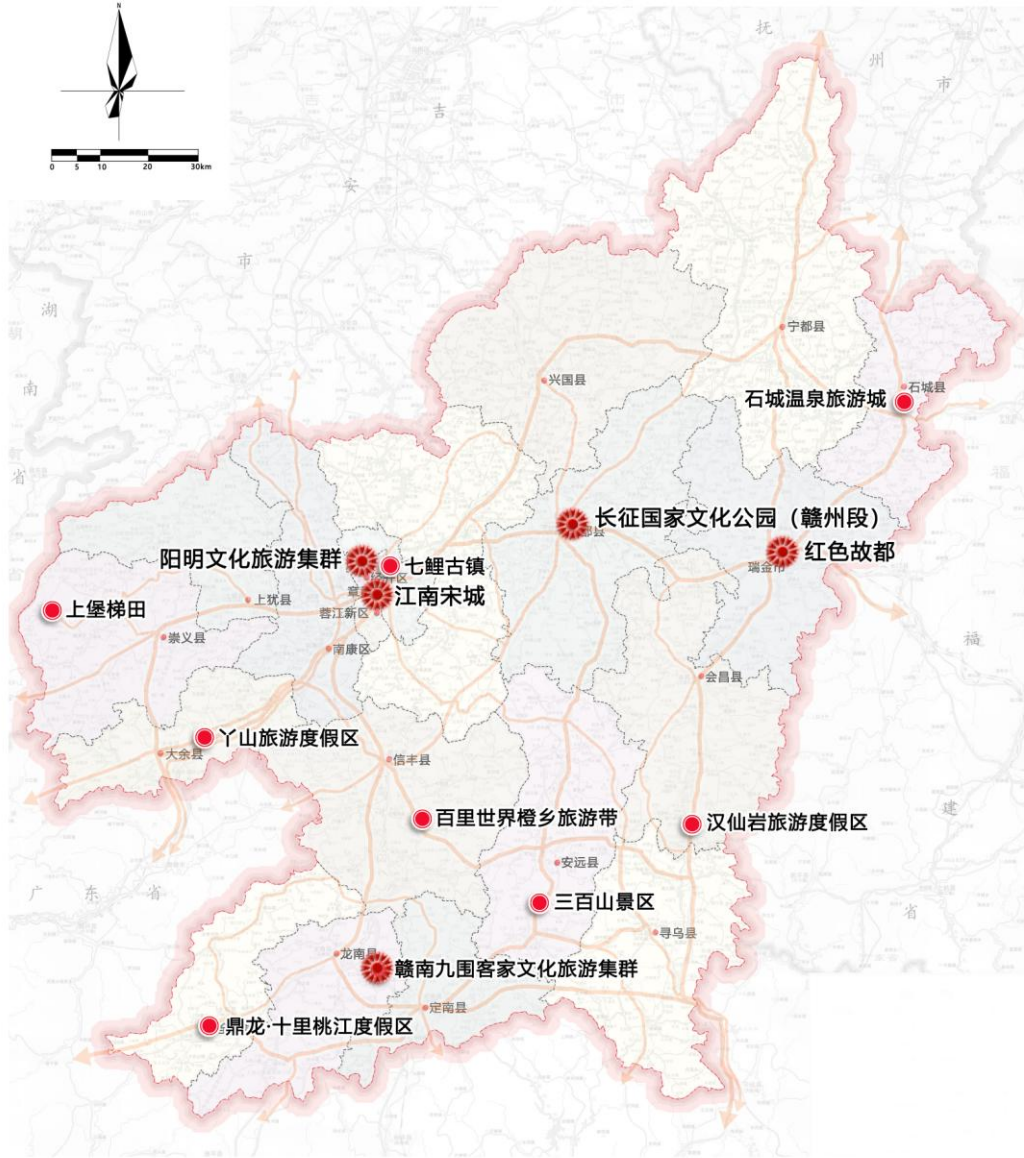 N
0 5 10 20 30km
抚
州
市
吉
安
市
湖
南
省
宁都县
兴国县
石城县
石城温泉旅游城
福
长征国家文化公园（赣州段）
都县
红色故都
瑞金市
阳明文化旅游集群
七鲤古镇
江南宋城
蓉江新区
上堡梯田
上犹县
崇义县
南康区
福
会昌县
丫山旅游度假区
大余县
信丰县
百里世界橙乡旅游带
汉仙岩旅游度假区
建
安远县
三百山景区
广东省
省
寻乌县
龙南县
赣南九围客家文化旅游集群
定南县
鼎龙·十里桃江度假区